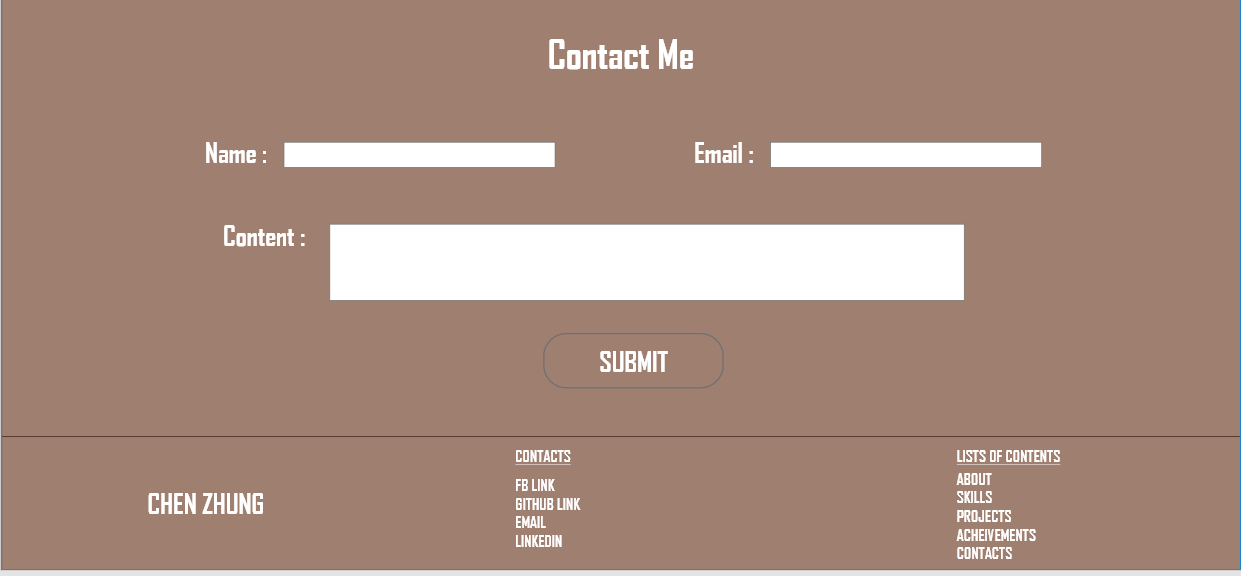 Contact Me
Name :
Email :
Content :
SUBMIT
CHEN ZHUNG
CONTACTS
FB LINK
GITHUB LINK
EMAIL
LINKEDIN
LISTS OF CONTENTS
ABOUT
SKILLS
PROJECTS
ACHEIVEMENTS
CONTACTS